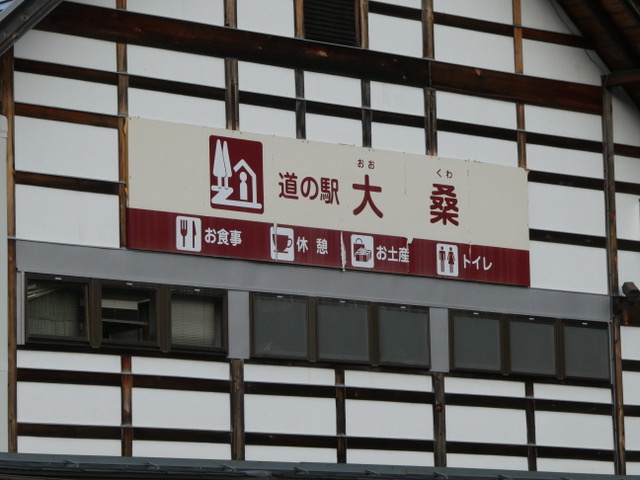 おお くわ
道の駅 大 桑
お食事 休憩 お土産 トイレ